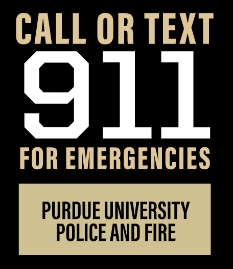 CALL OR TEXT
911
FOR EMERGENCIES
PURDUE UNIVERSITY
POLICE AND FIRE